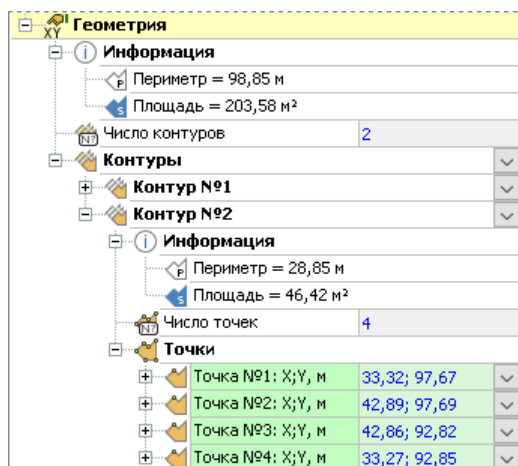 Геометрия
Информация
Периметр = 98,85 м
Площадь = 203,58 м²
Число контуров 2
Контуры
Контур №1
Контур №2
Информация
Периметр = 28,85 м
Площадь = 46,42 м²
Число точек 4
Точки
Точка №1: X;Y, м 33,32; 97,67
Точка №2: X;Y, м 42,89; 97,69
Точка №3: X;Y, м 42,86; 92,82
Точка №4: X;Y, м 33,27; 92,85